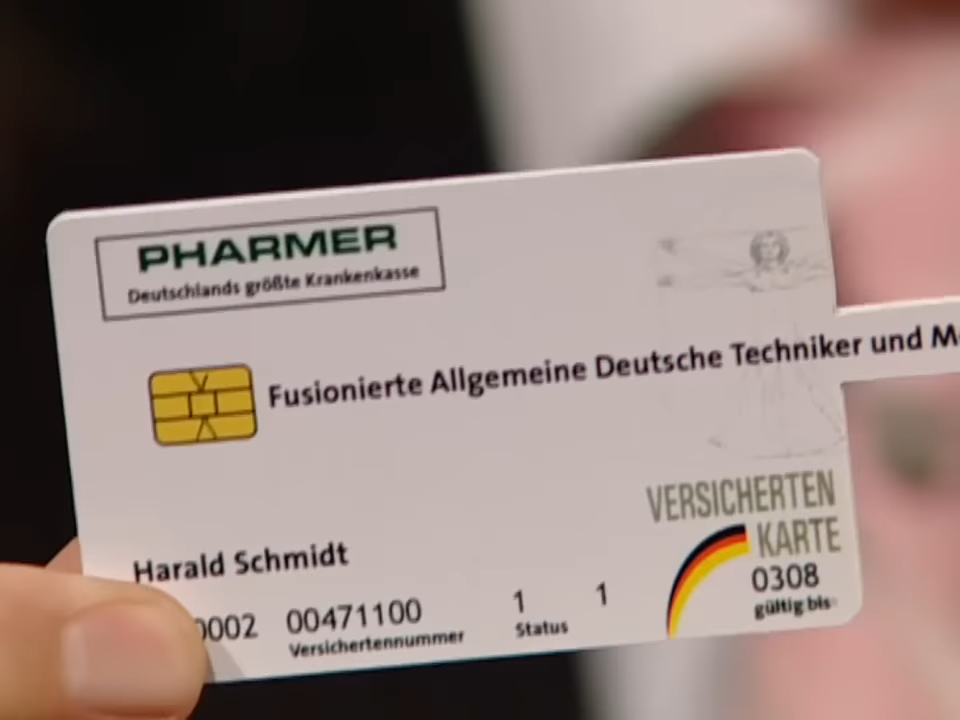 PHARMER
Deutschlands größte Krankenkasse
Fusionierte Allgemeine Deutsche Techniker und M
VERSICHERTEN
KARTE
Harald Schmidt
0002 00471100 1 1 0308
Versichertennummer Status gültig bis